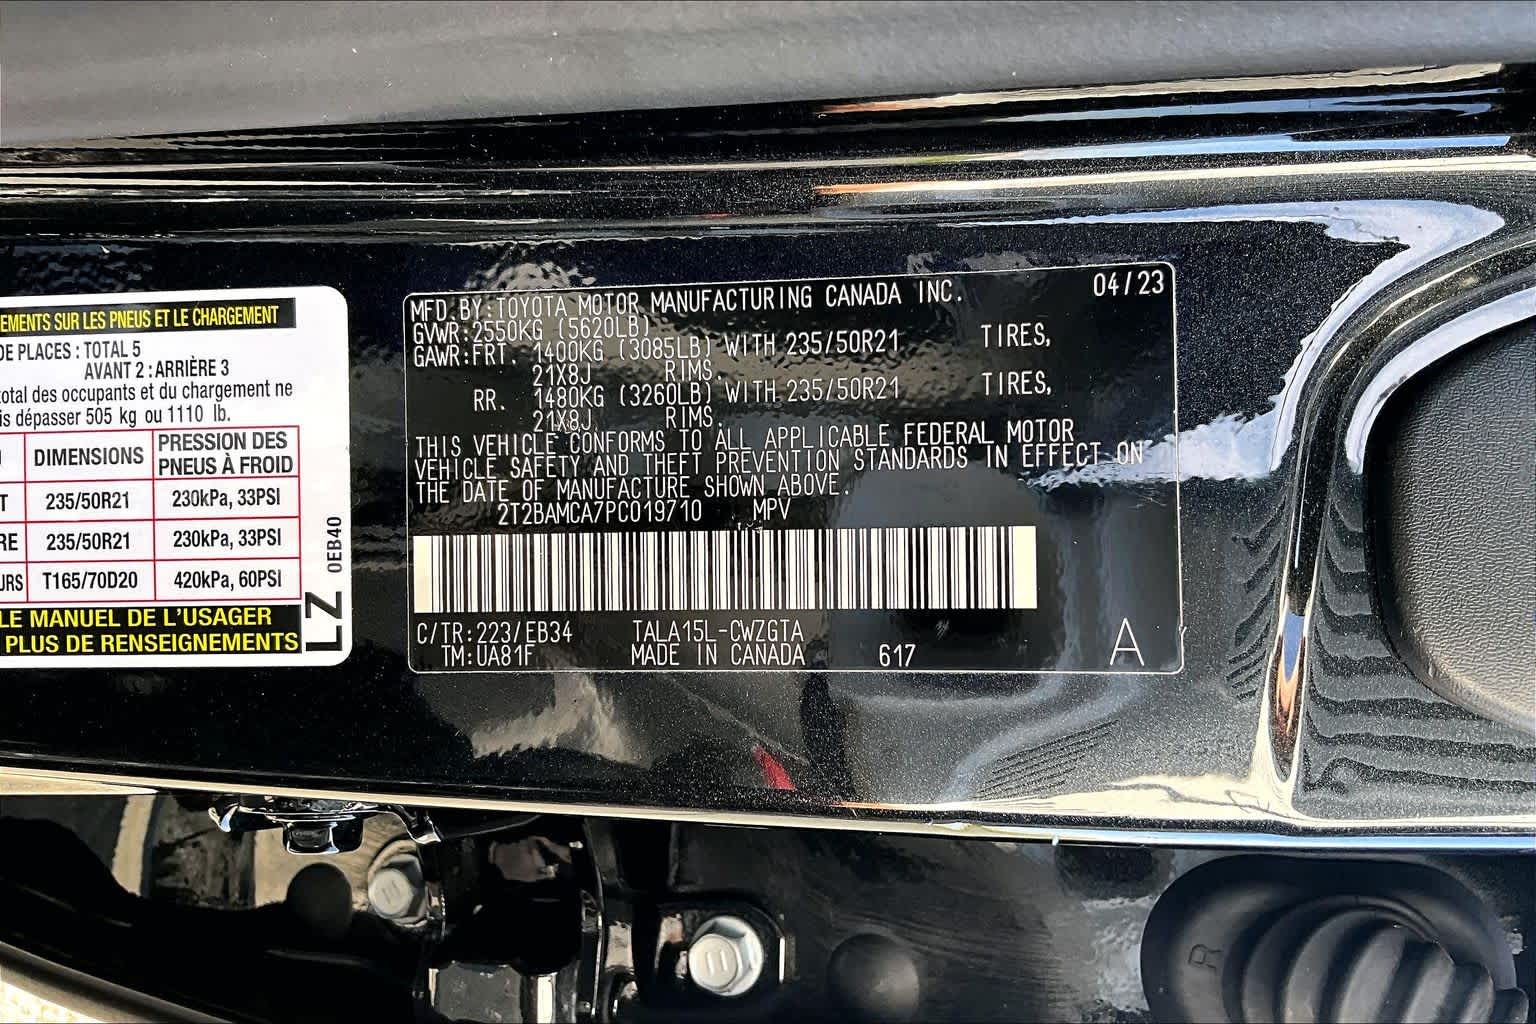 EMENTS SUR LES PNEUS ET LE CHARGEMENT
DE PLACES : TOTAL 5
AVANT 2 : ARRIÈRE 3
total des occupants et du chargement ne
is dépasser 505 kg ou 1110 lb.
DIMENSIONS PRESSION DES PNEUS À FROID
T 235/50R21 230kPa, 33PSI
RE 235/50R21 230kPa, 33PSI
URS T165/70D20 420kPa, 60PSI
LE MANUEL DE L'USAGER
PLUS DE RENSEIGNEMENTS
LZ 0EB40
MFD.BY:TOYOTA MOTOR MANUFACTURING CANADA INC. 04/23
GVWR:2550KG (5620LB)
GAWR:FRT. 1400KG (3085LB) WITH 235/50R21 TIRES,
21X8J RIMS.
RR. 1480KG (3260LB) WITH 235/50R21 TIRES,
21X8J RIMS.
THIS VEHICLE CONFORMS TO ALL APPLICABLE FEDERAL MOTOR
VEHICLE SAFETY AND THEFT PREVENTION STANDARDS IN EFFECT ON
THE DATE OF MANUFACTURE SHOWN ABOVE.
2T2BAMCA7PC019710 MPV
C/TR:223/EB34 TALA15L-CWZGTA
TM:UA81F MADE IN CANADA 617 A
R